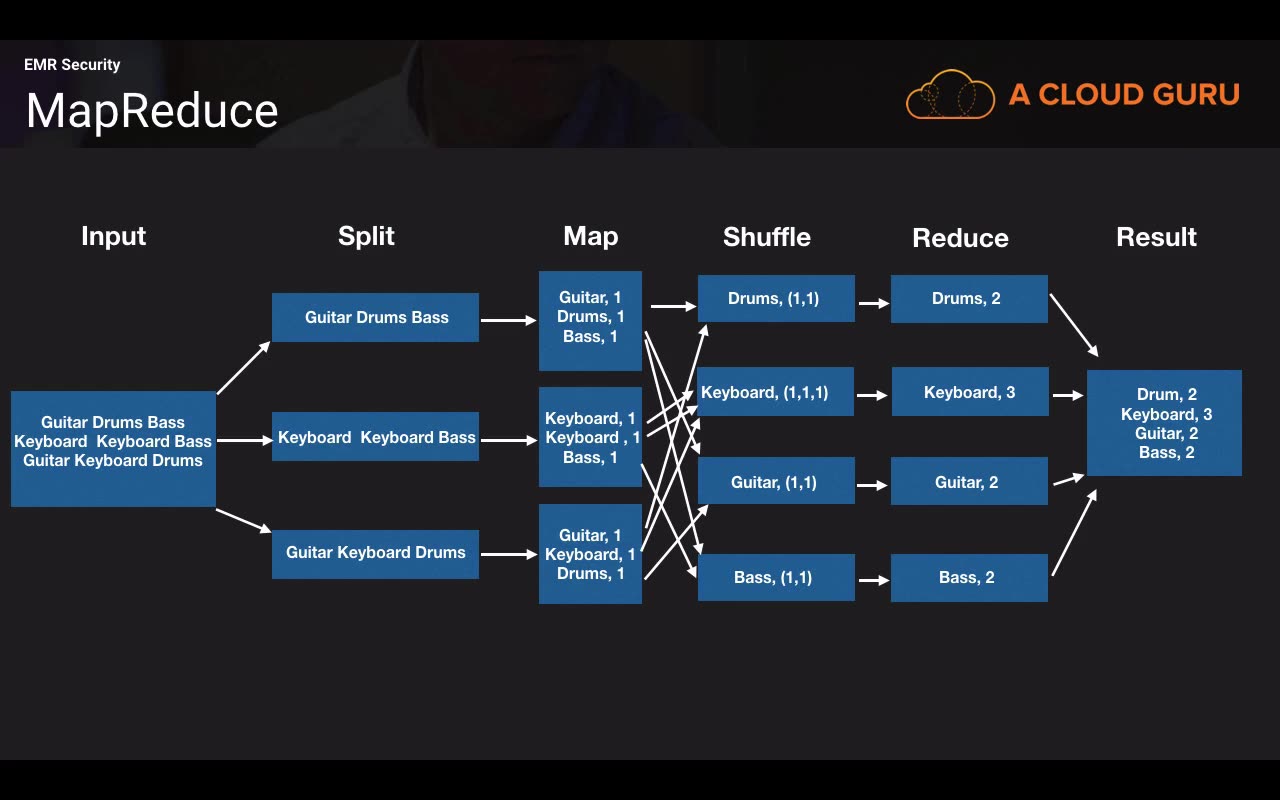 EMR Security
MapReduce
A CLOUD GURU
Input
Split
Map
Shuffle
Reduce
Result
Guitar Drums Bass
Keyboard  Keyboard Bass
Guitar Keyboard Drums
Guitar Drums Bass
Keyboard  Keyboard Bass
Guitar Keyboard Drums
Guitar, 1
Drums, 1
Bass, 1
Keyboard, 1
Keyboard , 1
Bass, 1
Guitar, 1
Keyboard, 1
Drums, 1
Drums, (1,1)
Keyboard, (1,1,1)
Guitar, (1,1)
Bass, (1,1)
Drums, 2
Keyboard, 3
Guitar, 2
Bass, 2
Drum, 2
Keyboard, 3
Guitar, 2
Bass, 2